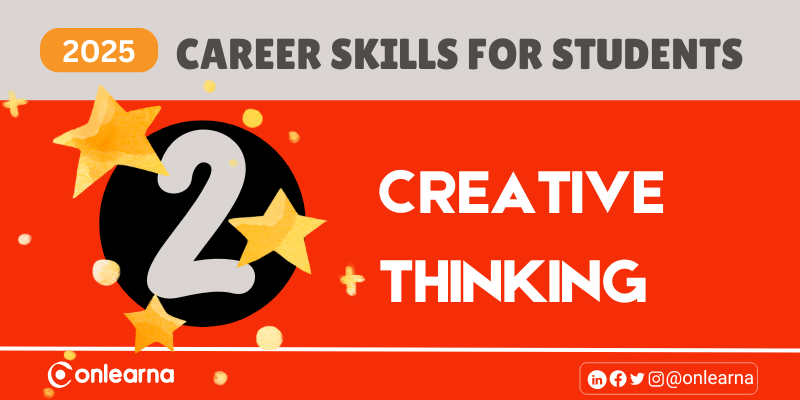 2025 CAREER SKILLS FOR STUDENTS
2
CREATIVE
THINKING
onlearna
@onlearna